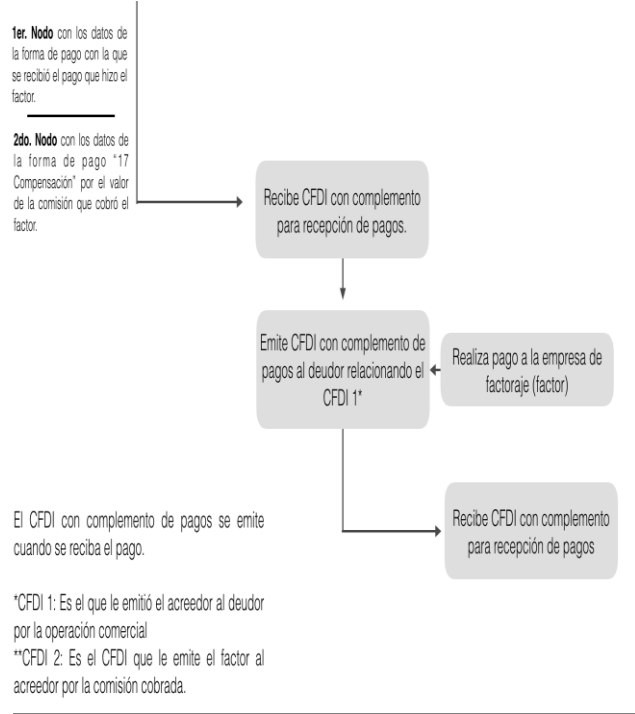 1er. Nodo con los datos de
la forma de pago con la que
se recibió el pago que hizo el
factor.
2do. Nodo con los datos de
la forma de pago "17
Compensación" por el valor
de la comisión que cobró el
factor.
Recibe CFDI con complemento
para recepción de pagos.
Emite CFDI con complemento de
pagos al deudor relacionando el
CFDI 1*
Realiza pago a la empresa de
factoraje (factor)
Recibe CFDI con complemento
para recepción de pagos
El CFDI con complemento de pagos se emite
cuando se reciba el pago.
*CFDI 1: Es el que le emitió el acreedor al deudor
por la operación comercial
**CFDI 2: Es el CFDI que le emite el factor al
acreedor por la comisión cobrada.